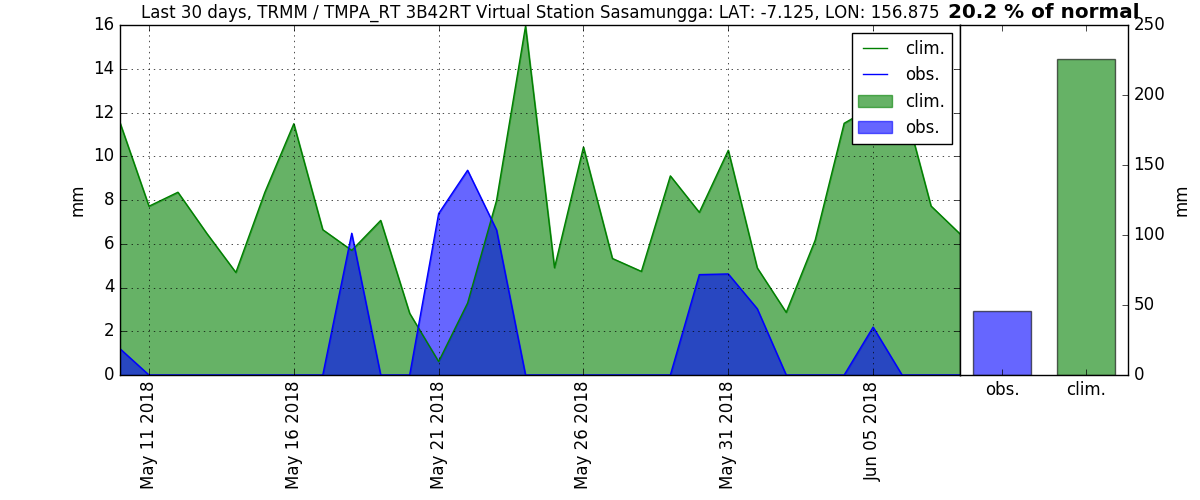 Last 30 days, TRMM / TMPA_RT 3B42RT Virtual Station Sasamungga: LAT: -7.125, LON: 156.875 20.2 % of normal
16
14
12
10
8
6
4
2
0
mm
clim.
obs.
clim.
obs.
May 11 2018
May 16 2018
May 21 2018
May 26 2018
May 31 2018
Jun 05 2018
250
200
150
100
50
0
mm
obs. clim.